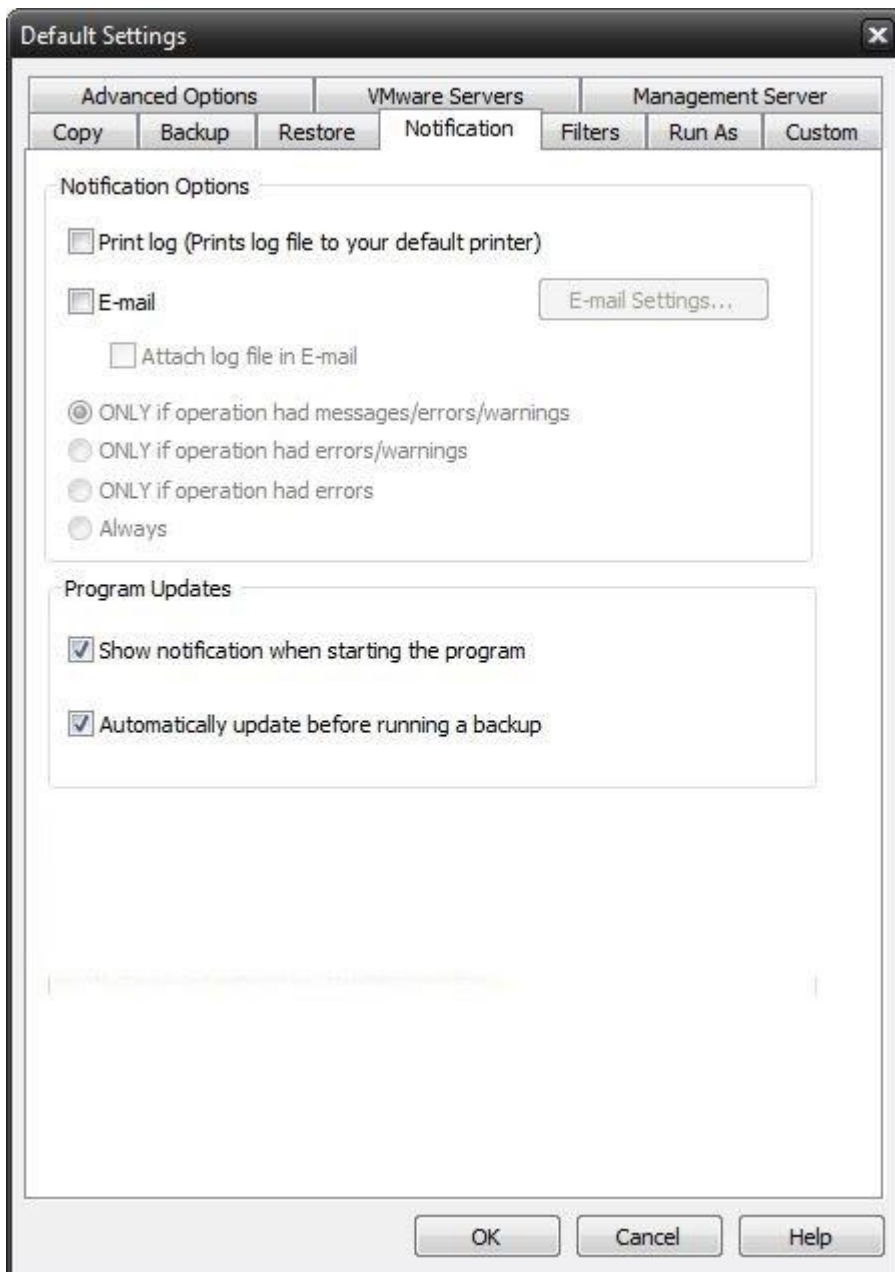 Default Settings
Advanced Options VMware Servers Management Server
Copy Backup Restore Notification Filters Run As Custom
Notification Options
Print log (Prints log file to your default printer)
E-mail E-mail Settings...
Attach log file in E-mail
ONLY if operation had messages/errors/warnings
ONLY if operation had errors/warnings
ONLY if operation had errors
Always
Program Updates
Show notification when starting the program
Automatically update before running a backup
OK Cancel Help